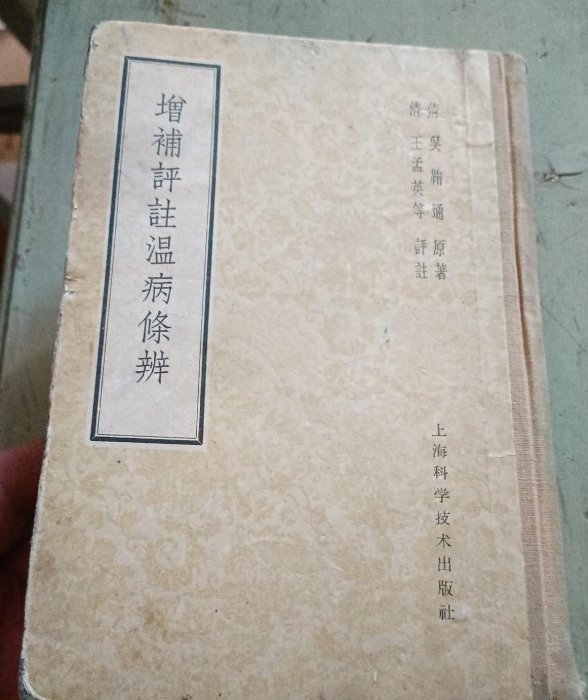 清 吳鞠通 原著
清 王孟英等 評註
增補評註温病條辨
上海科学技术出版社